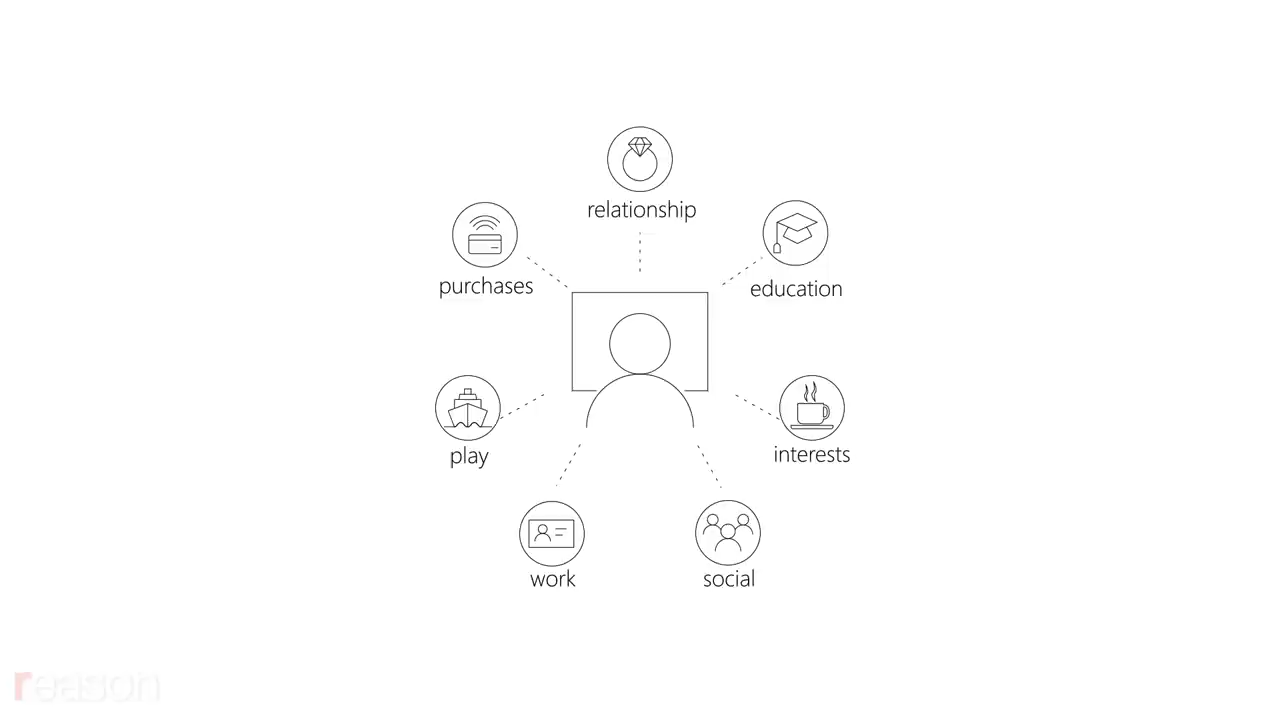 relationship
purchases
education
play
interests
work
social
reason